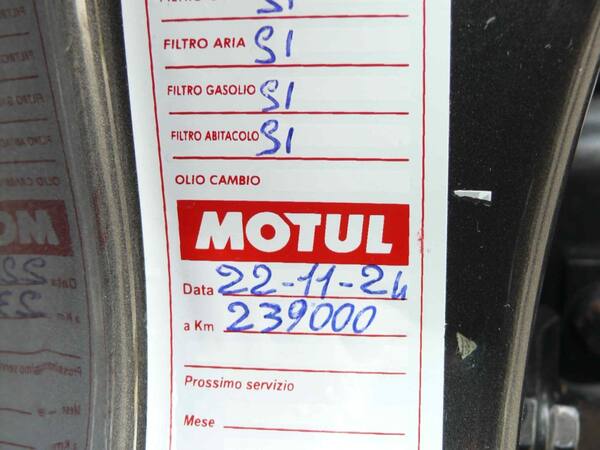 FILTRO ARIA SI
FILTRO GASOLIO SI
FILTRO ABITACOLO SI
OLIO CAMBIO
MOTUL
Data 22-11-24
a Km 239000
Prossimo servizio
Mese